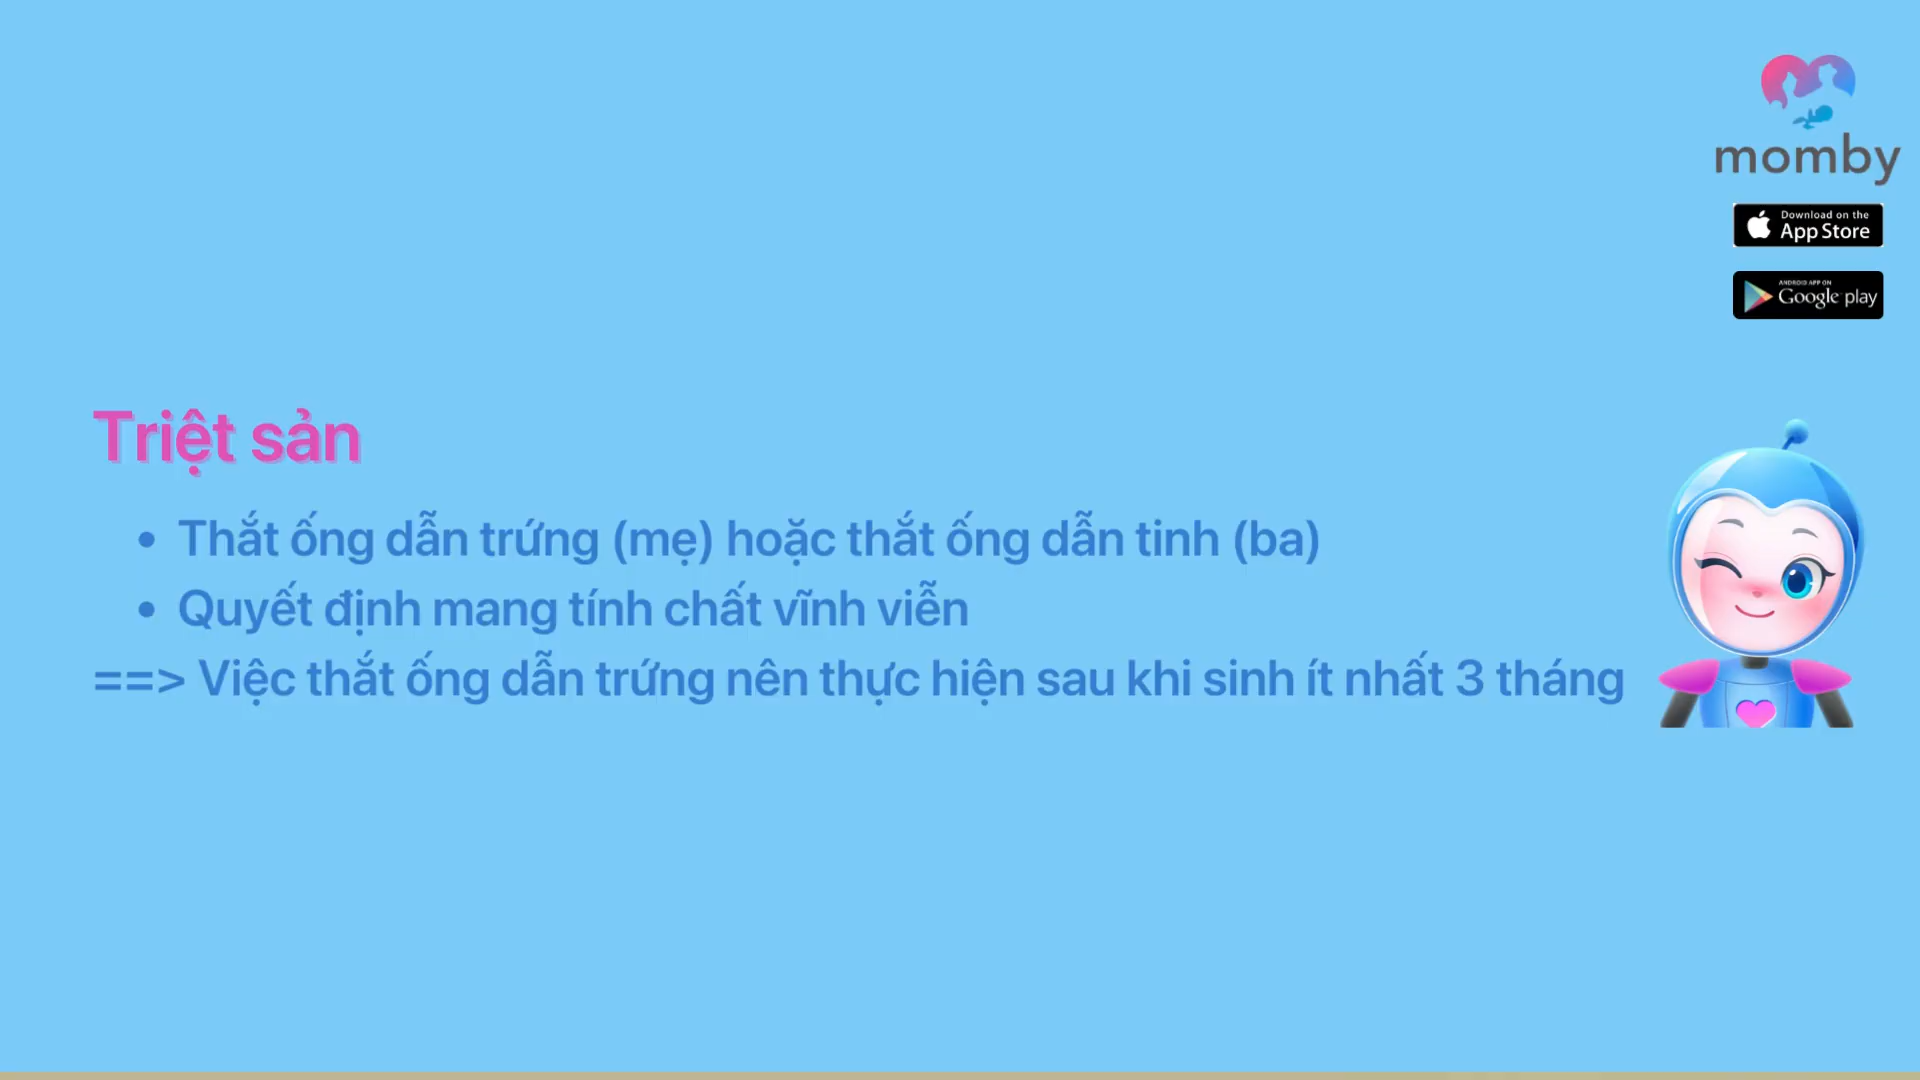 momby
Download on the
App Store
ANDROID APP ON
Google play
Triệt sản
• Thắt ống dẫn trứng (mẹ) hoặc thắt ống dẫn tinh (ba)
• Quyết định mang tính chất vĩnh viễn
==> Việc thắt ống dẫn trứng nên thực hiện sau khi sinh ít nhất 3 tháng